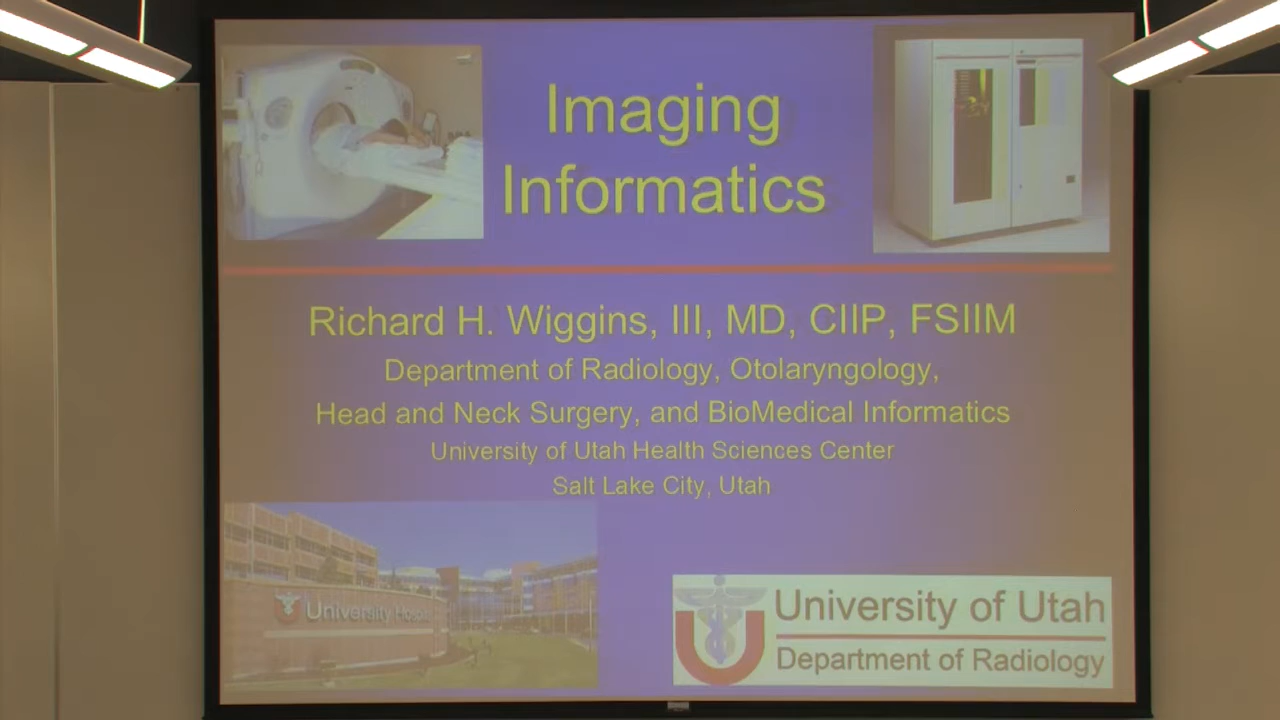 Imaging
Informatics
Richard H. Wiggins, III, MD, CIIP, FSIIM
Department of Radiology, Otolaryngology,
Head and Neck Surgery, and BioMedical Informatics
University of Utah Health Sciences Center
Salt Lake City, Utah
University Hospital
University of Utah
Department of Radiology